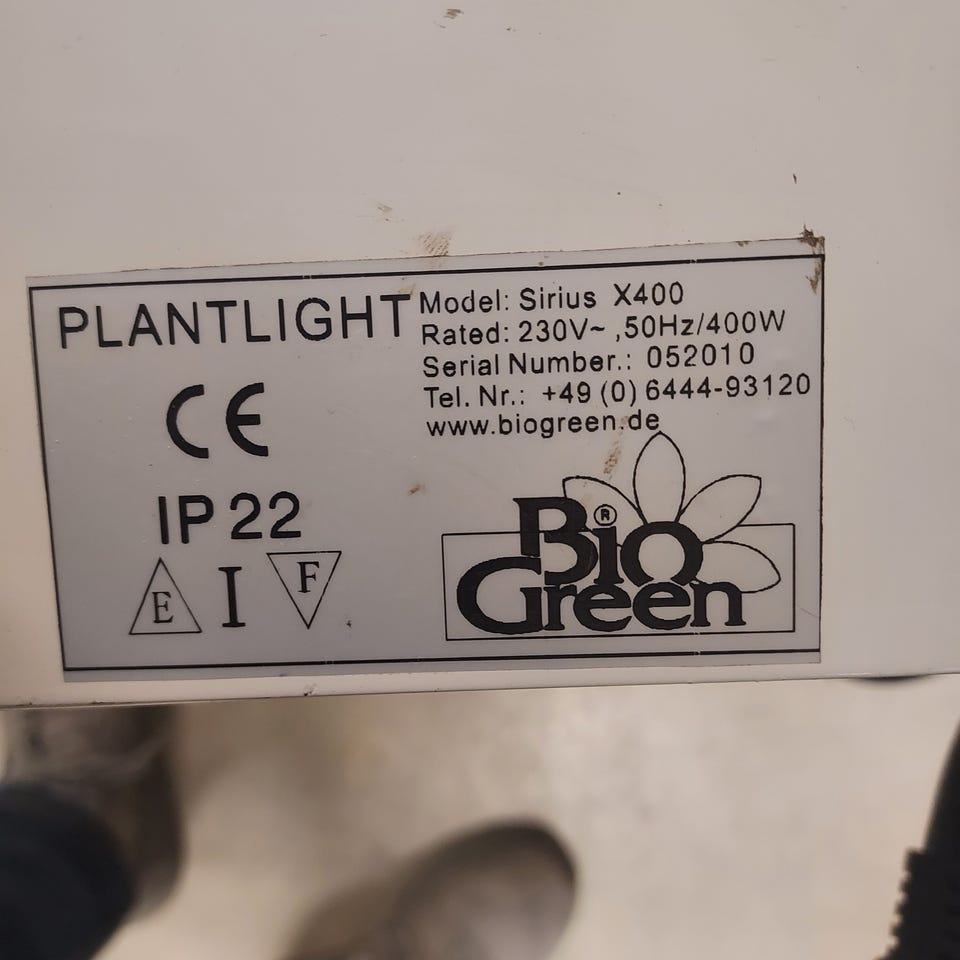 PLANTLIGHT
Model: Sirius X400
Rated: 230V~ ,50Hz/400W
Serial Number.: 052010
Tel. Nr.: +49 (0) 6444-93120
www.biogreen.de
CE
IP 22
E I F
Bio ®
Green